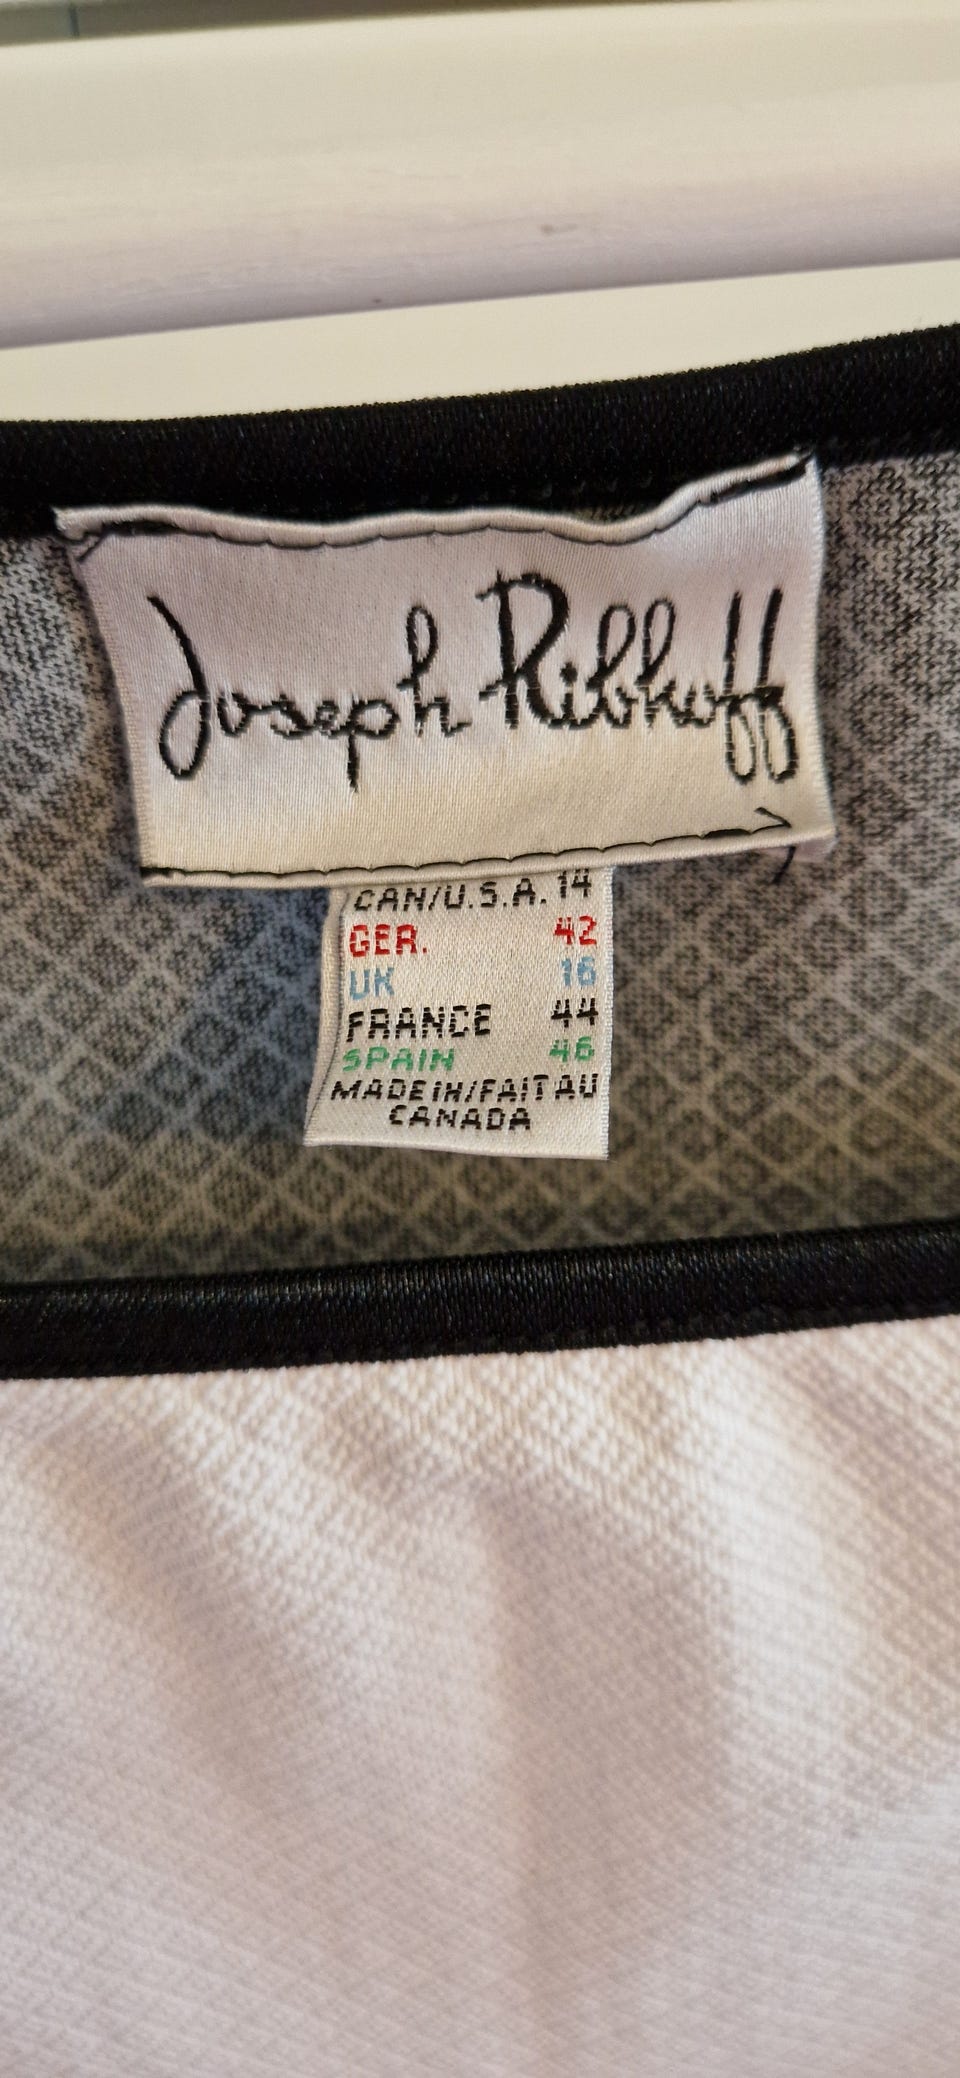 Joseph Ribkoff
CAN/U.S.A. 14
GER. 42
UK 16
FRANCE 44
SPAIN 46
MADE IN/FAIT AU
CANADA